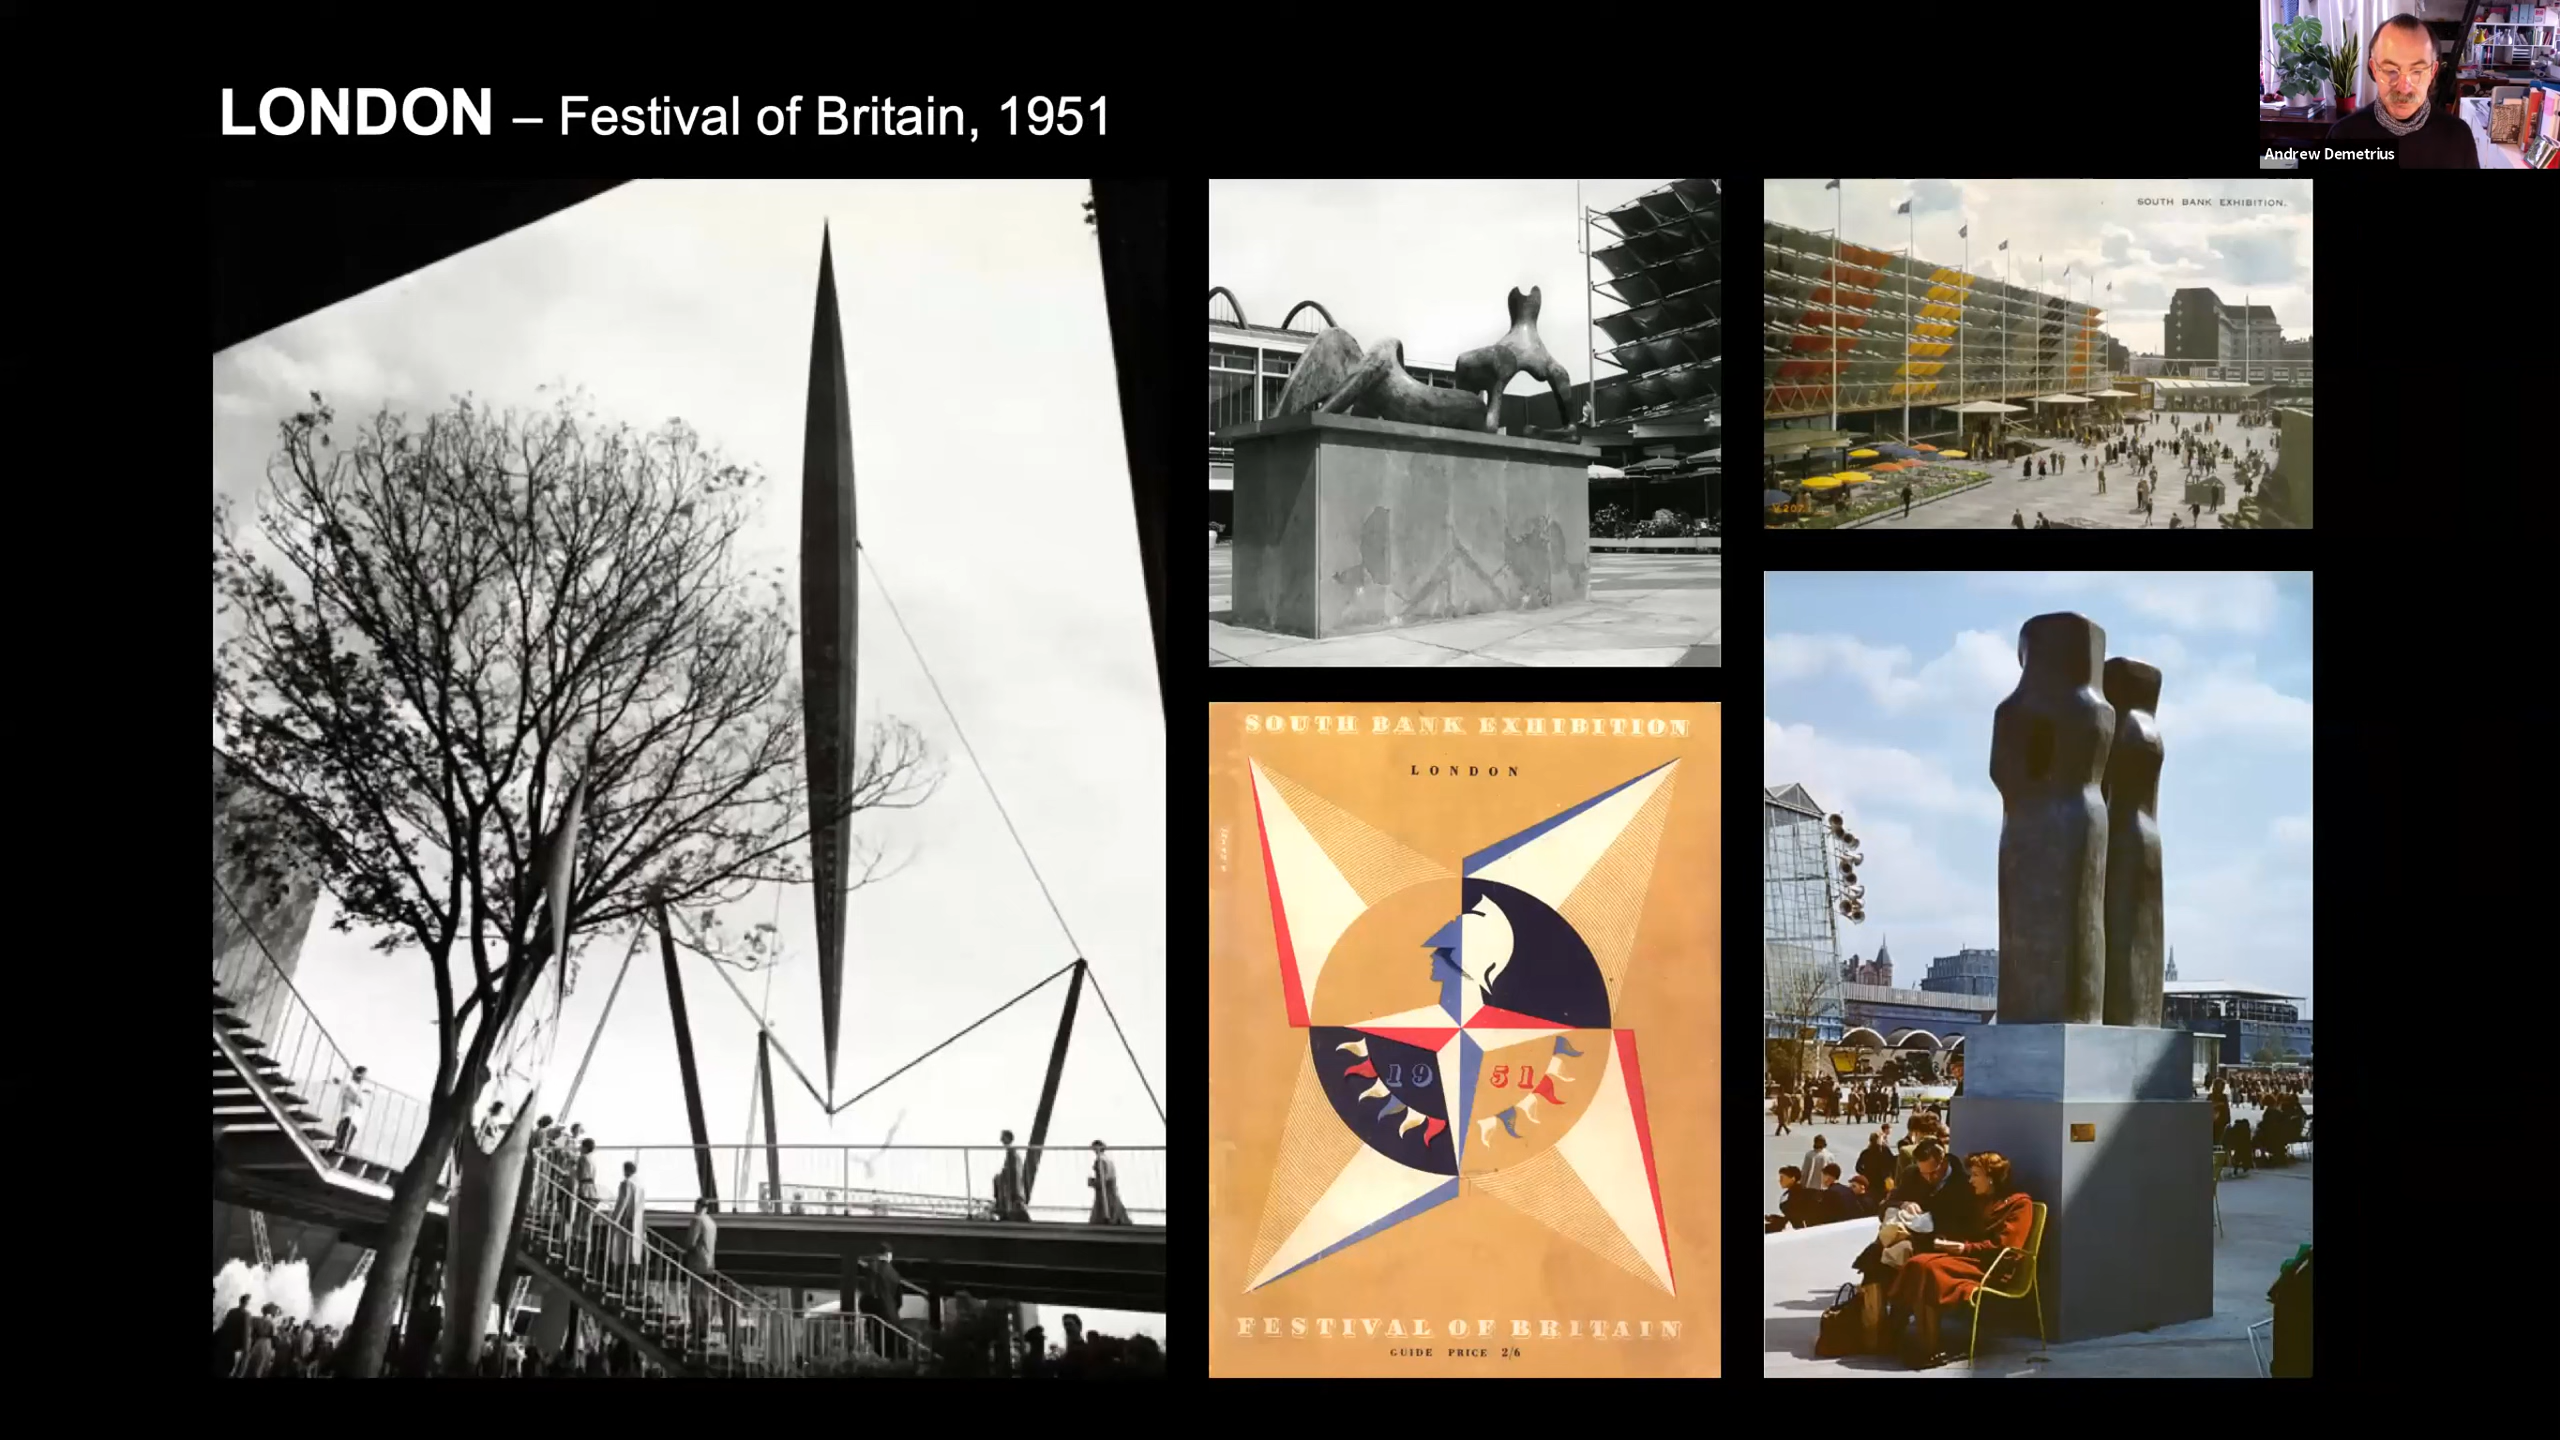 LONDON – Festival of Britain, 1951
Andrew Demetrius
SOUTH BANK EXHIBITION.
SOUTH BANK EXHIBITION
LONDON
19 51
FESTIVAL OF BRITAIN
GUIDE PRICE 2/6